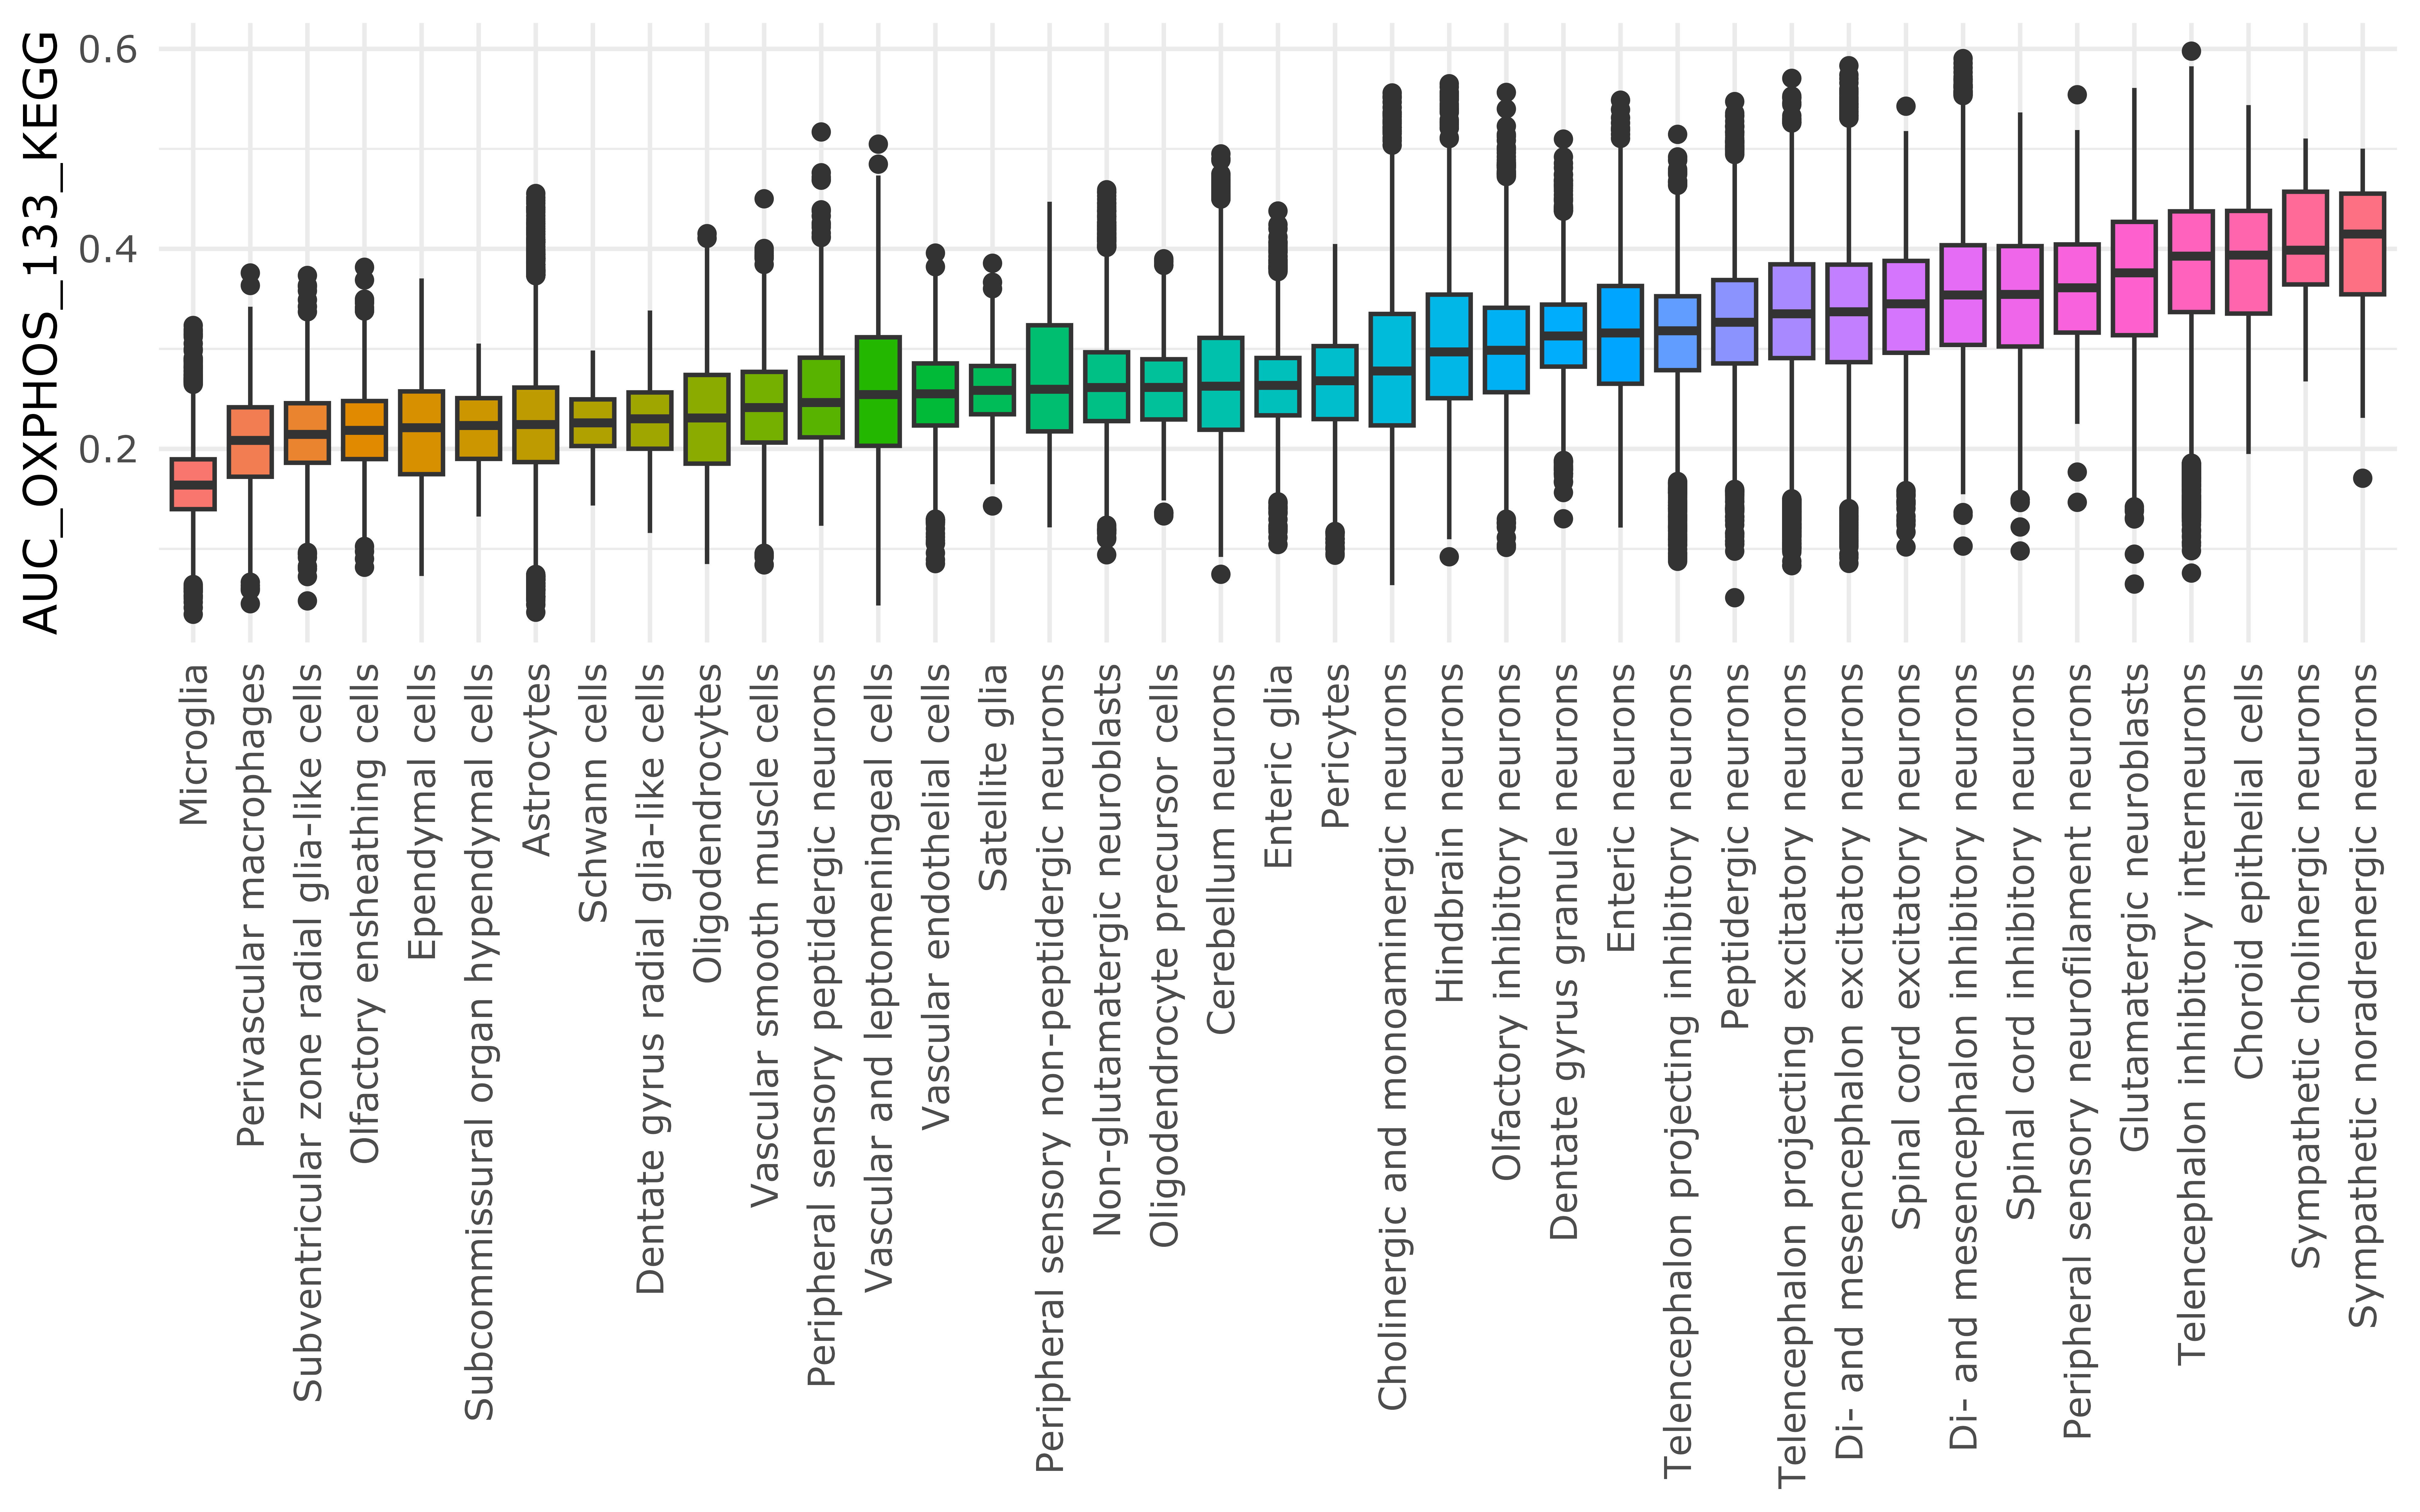 AUC_OXPHOS_133_KEGG
0.6
0.4
0.2
Microglia
Perivascular macrophages
Subventricular zone radial glia-like cells
Olfactory ensheathing cells
Ependymal cells
Subcommissural organ hypendymal cells
Astrocytes
Schwann cells
Dentate gyrus radial glia-like cells
Oligodendrocytes
Vascular smooth muscle cells
Peripheral sensory peptidergic neurons
Vascular and leptomeningeal cells
Vascular endothelial cells
Satellite glia
Peripheral sensory non-peptidergic neurons
Non-glutamatergic neuroblasts
Oligodendrocyte precursor cells
Cerebellum neurons
Enteric glia
Pericytes
Cholinergic and monoaminergic neurons
Hindbrain neurons
Olfactory inhibitory neurons
Dentate gyrus granule neurons
Enteric neurons
Telencephalon projecting inhibitory neurons
Peptidergic neurons
Telencephalon projecting excitatory neurons
Di- and mesencephalon excitatory neurons
Spinal cord excitatory neurons
Di- and mesencephalon inhibitory neurons
Spinal cord inhibitory neurons
Peripheral sensory neurofilament neurons
Glutamatergic neuroblasts
Telencephalon inhibitory interneurons
Choroid epithelial cells
Sympathetic cholinergic neurons
Sympathetic noradrenergic neurons